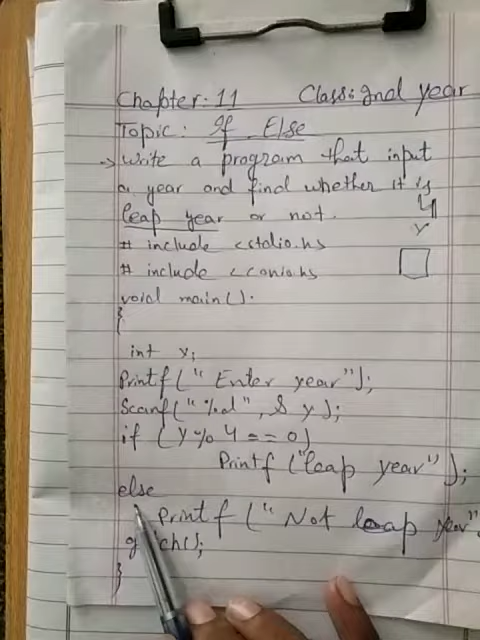 Chapter: 11 Class: 2nd year
Topic: If Else
→ Write a program that input
a year and find whether it is
leap year or not.
4
Y
# include <stdio.h>
# include <conio.h>
void main().
{
int y;
Printf (" Enter year");
Scanf("%d", & y);
if (Y % 4 == 0)
Printf ("leap year");
else
Printf (" Not leap year"
g ch();
}